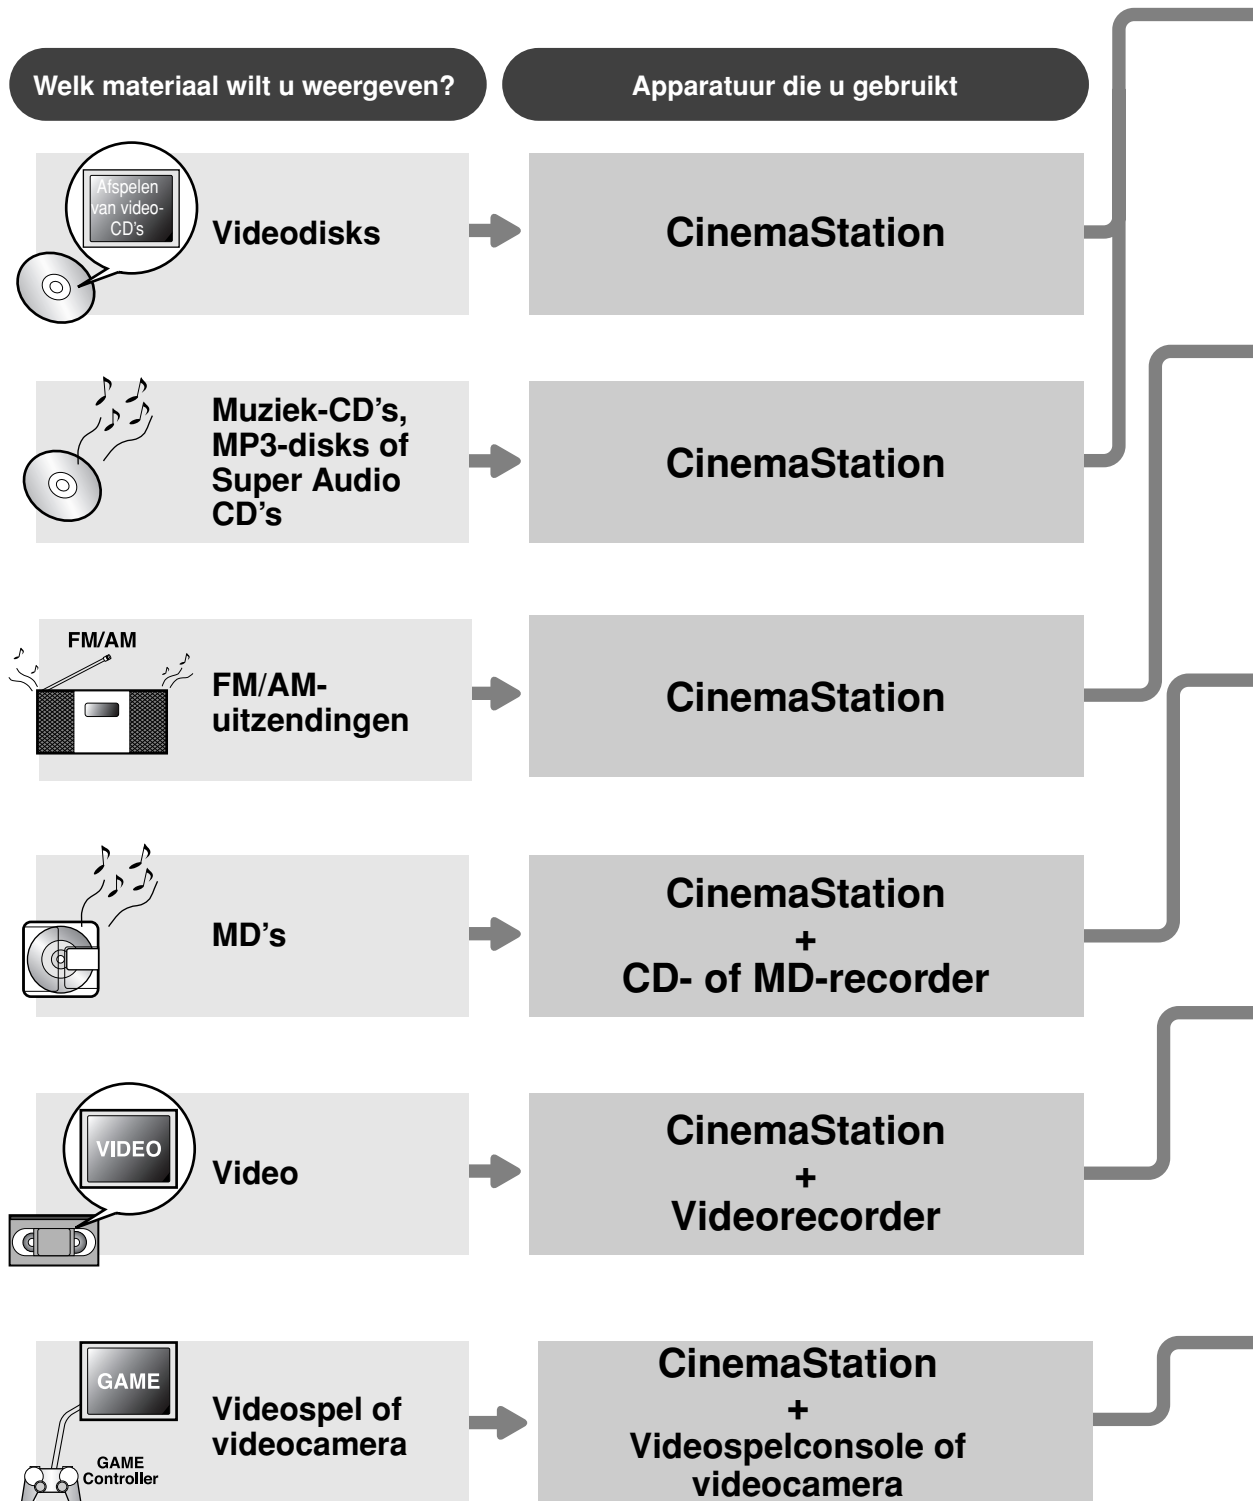 Welk materiaal wilt u weergeven?
Apparatuur die u gebruikt
Afspelen
van video-
CD's
Videodisks
CinemaStation
Muziek-CD's,
MP3-disks of
Super Audio
CD's
CinemaStation
FM/AM
FM/AM-
uitzendingen
CinemaStation
MD's
CinemaStation
+
CD- of MD-recorder
VIDEO
Video
CinemaStation
+
Videorecorder
GAME
GAME
Controller
Videospel of
videocamera
CinemaStation
+
Videospelconsole of
videocamera